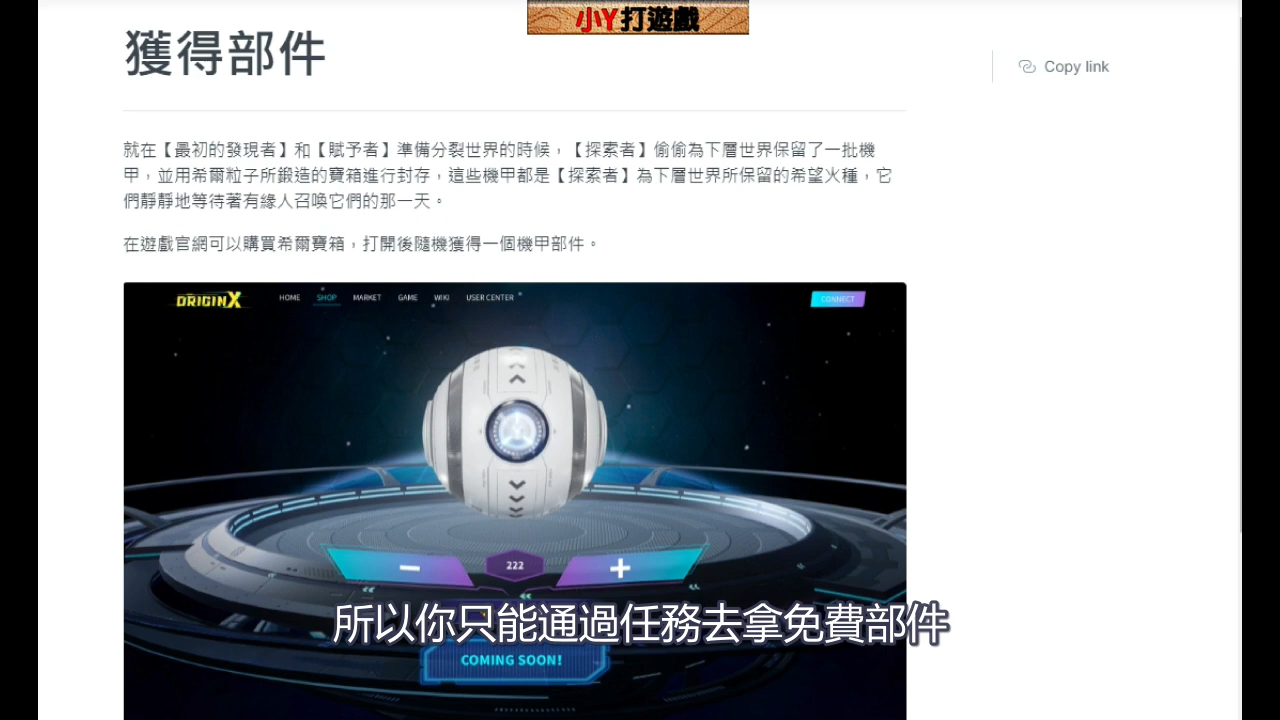 小Y打遊戲
獲得部件
Copy link
就在【最初的發現者】和【賦予者】準備分裂世界的時候，【探索者】偷偷為下層世界保留了一批機
甲，並用希爾粒子所鍛造的寶箱進行封存，這些機甲都是【探索者】為下層世界所保留的希望火種，它
們靜靜地等待著有緣人召喚它們的那一天。
在遊戲官網可以購買希爾寶箱，打開後隨機獲得一個機甲部件。
ORIGINX HOME SHOP MARKET GAME WIKI USER CENTER CONNECT
222
所以你只能通過任務去拿免費部件
COMING SOON!